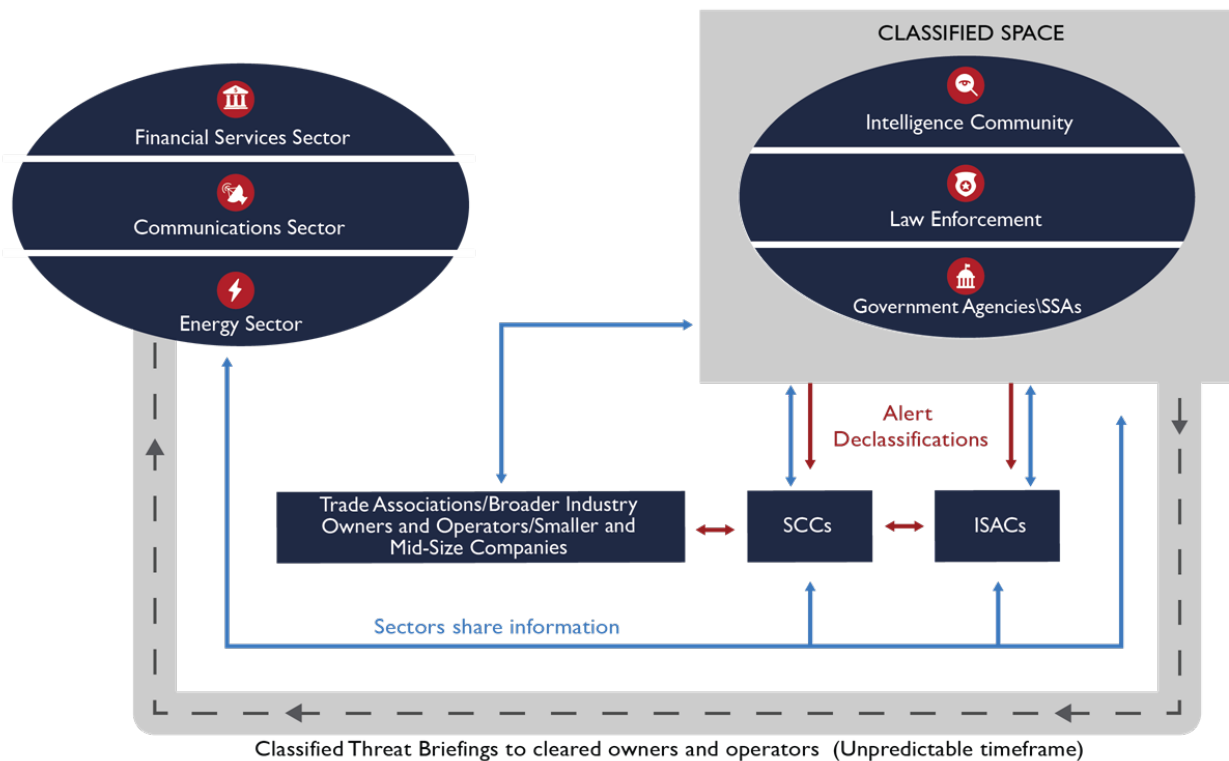 CLASSIFIED SPACE
Financial Services Sector
Communications Sector
Energy Sector
Intelligence Community
Law Enforcement
Government Agencies\SSAs
Alert
Declassifications
Trade Associations/Broader Industry
Owners and Operators/Smaller and
Mid-Size Companies
SCCs
ISACs
Sectors share information
Classified Threat Briefings to cleared owners and operators (Unpredictable timeframe)